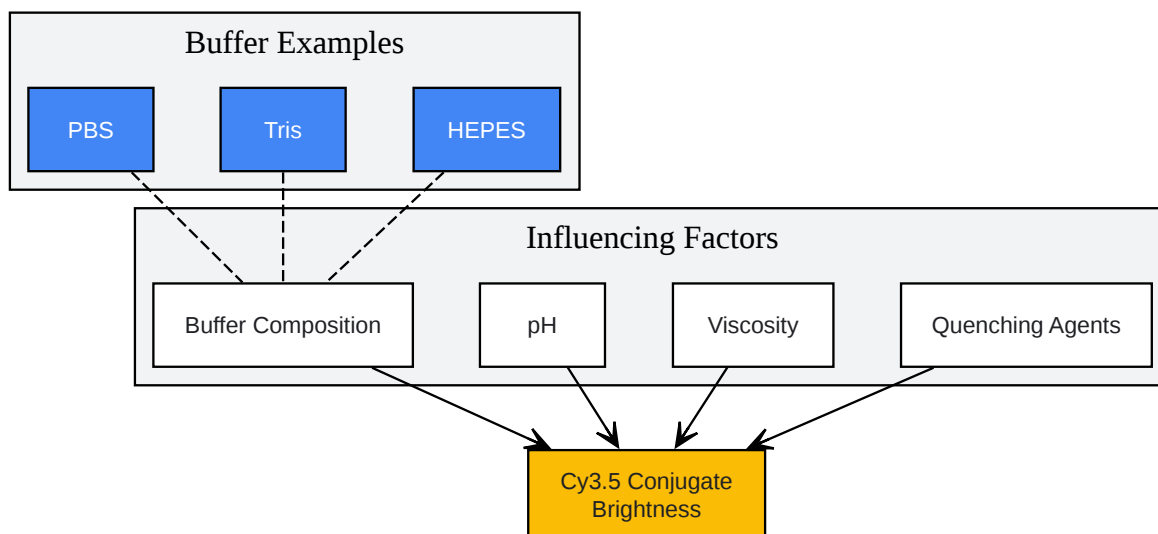 Buffer Examples
PBS
Tris
HEPES
Influencing Factors
Buffer Composition
pH
Viscosity
Quenching Agents
Cy3.5 Conjugate
Brightness